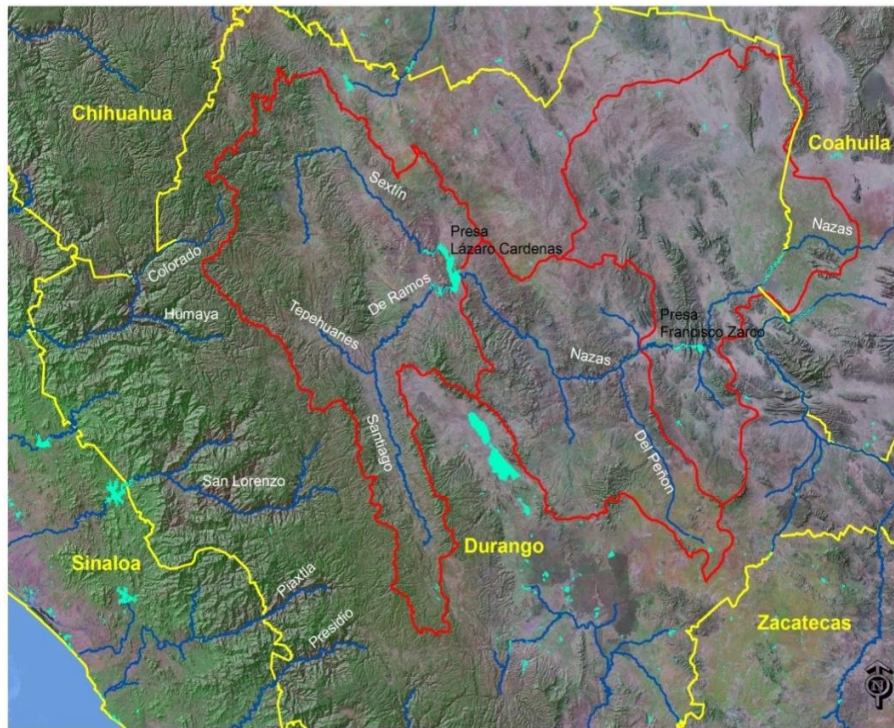 Chihuahua
Coahuila
Sextín
Nazas
Presa
Lázaro Cardenas
Colorado
De Ramos
Humaya
Tepehuanes
Presa
Francisco Zarco
Nazas
Santiago
Del Peñon
San Lorenzo
Durango
Sinaloa
Piaxtla
Presidio
Zacatecas
N